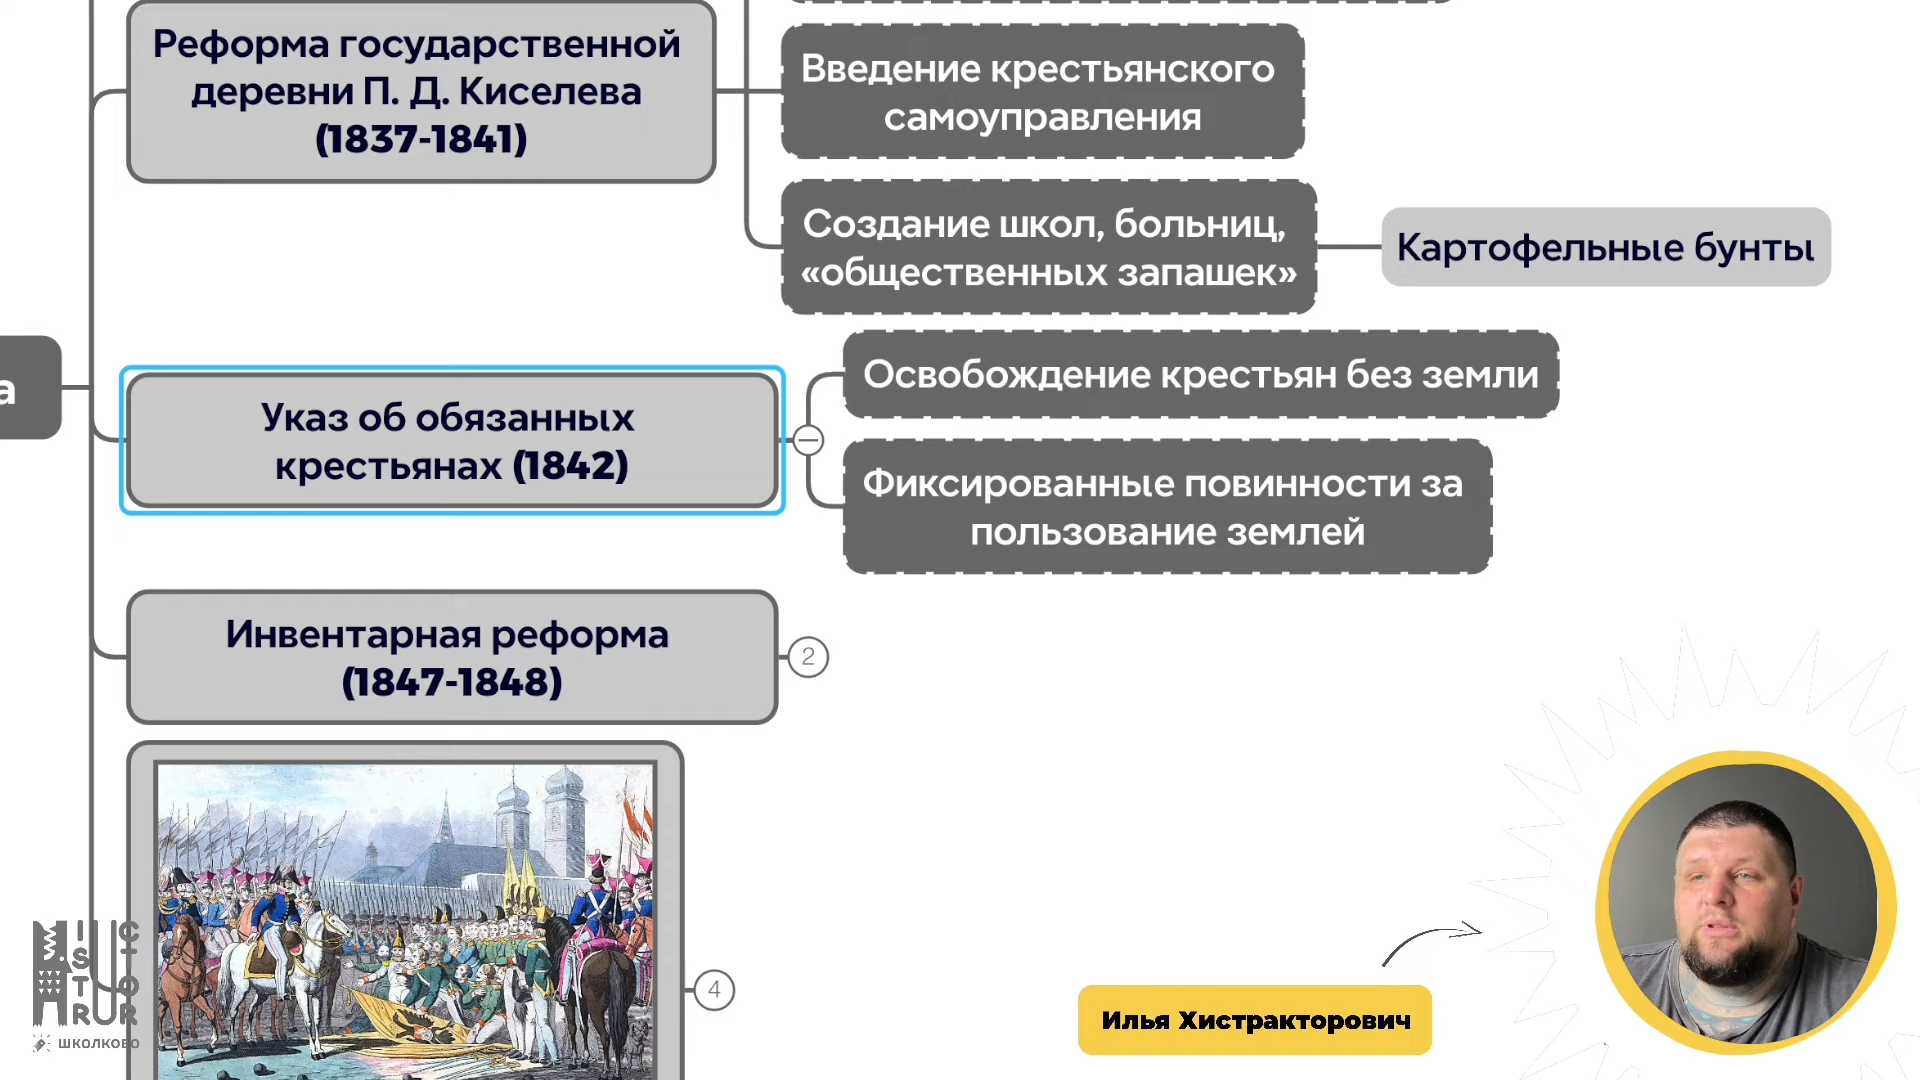 Реформа государственной
деревни П. Д. Киселева
(1837-1841)
Введение крестьянского
самоуправления
Создание школ, больниц,
«общественных запашек»
Картофельные бунты
а
Указ об обязанных
крестьянах (1842)
Освобождение крестьян без земли
Фиксированные повинности за
пользование землей
Инвентарная реформа
(1847-1848)
2
4
ШКОЛКОВО
Илья Хистракторович